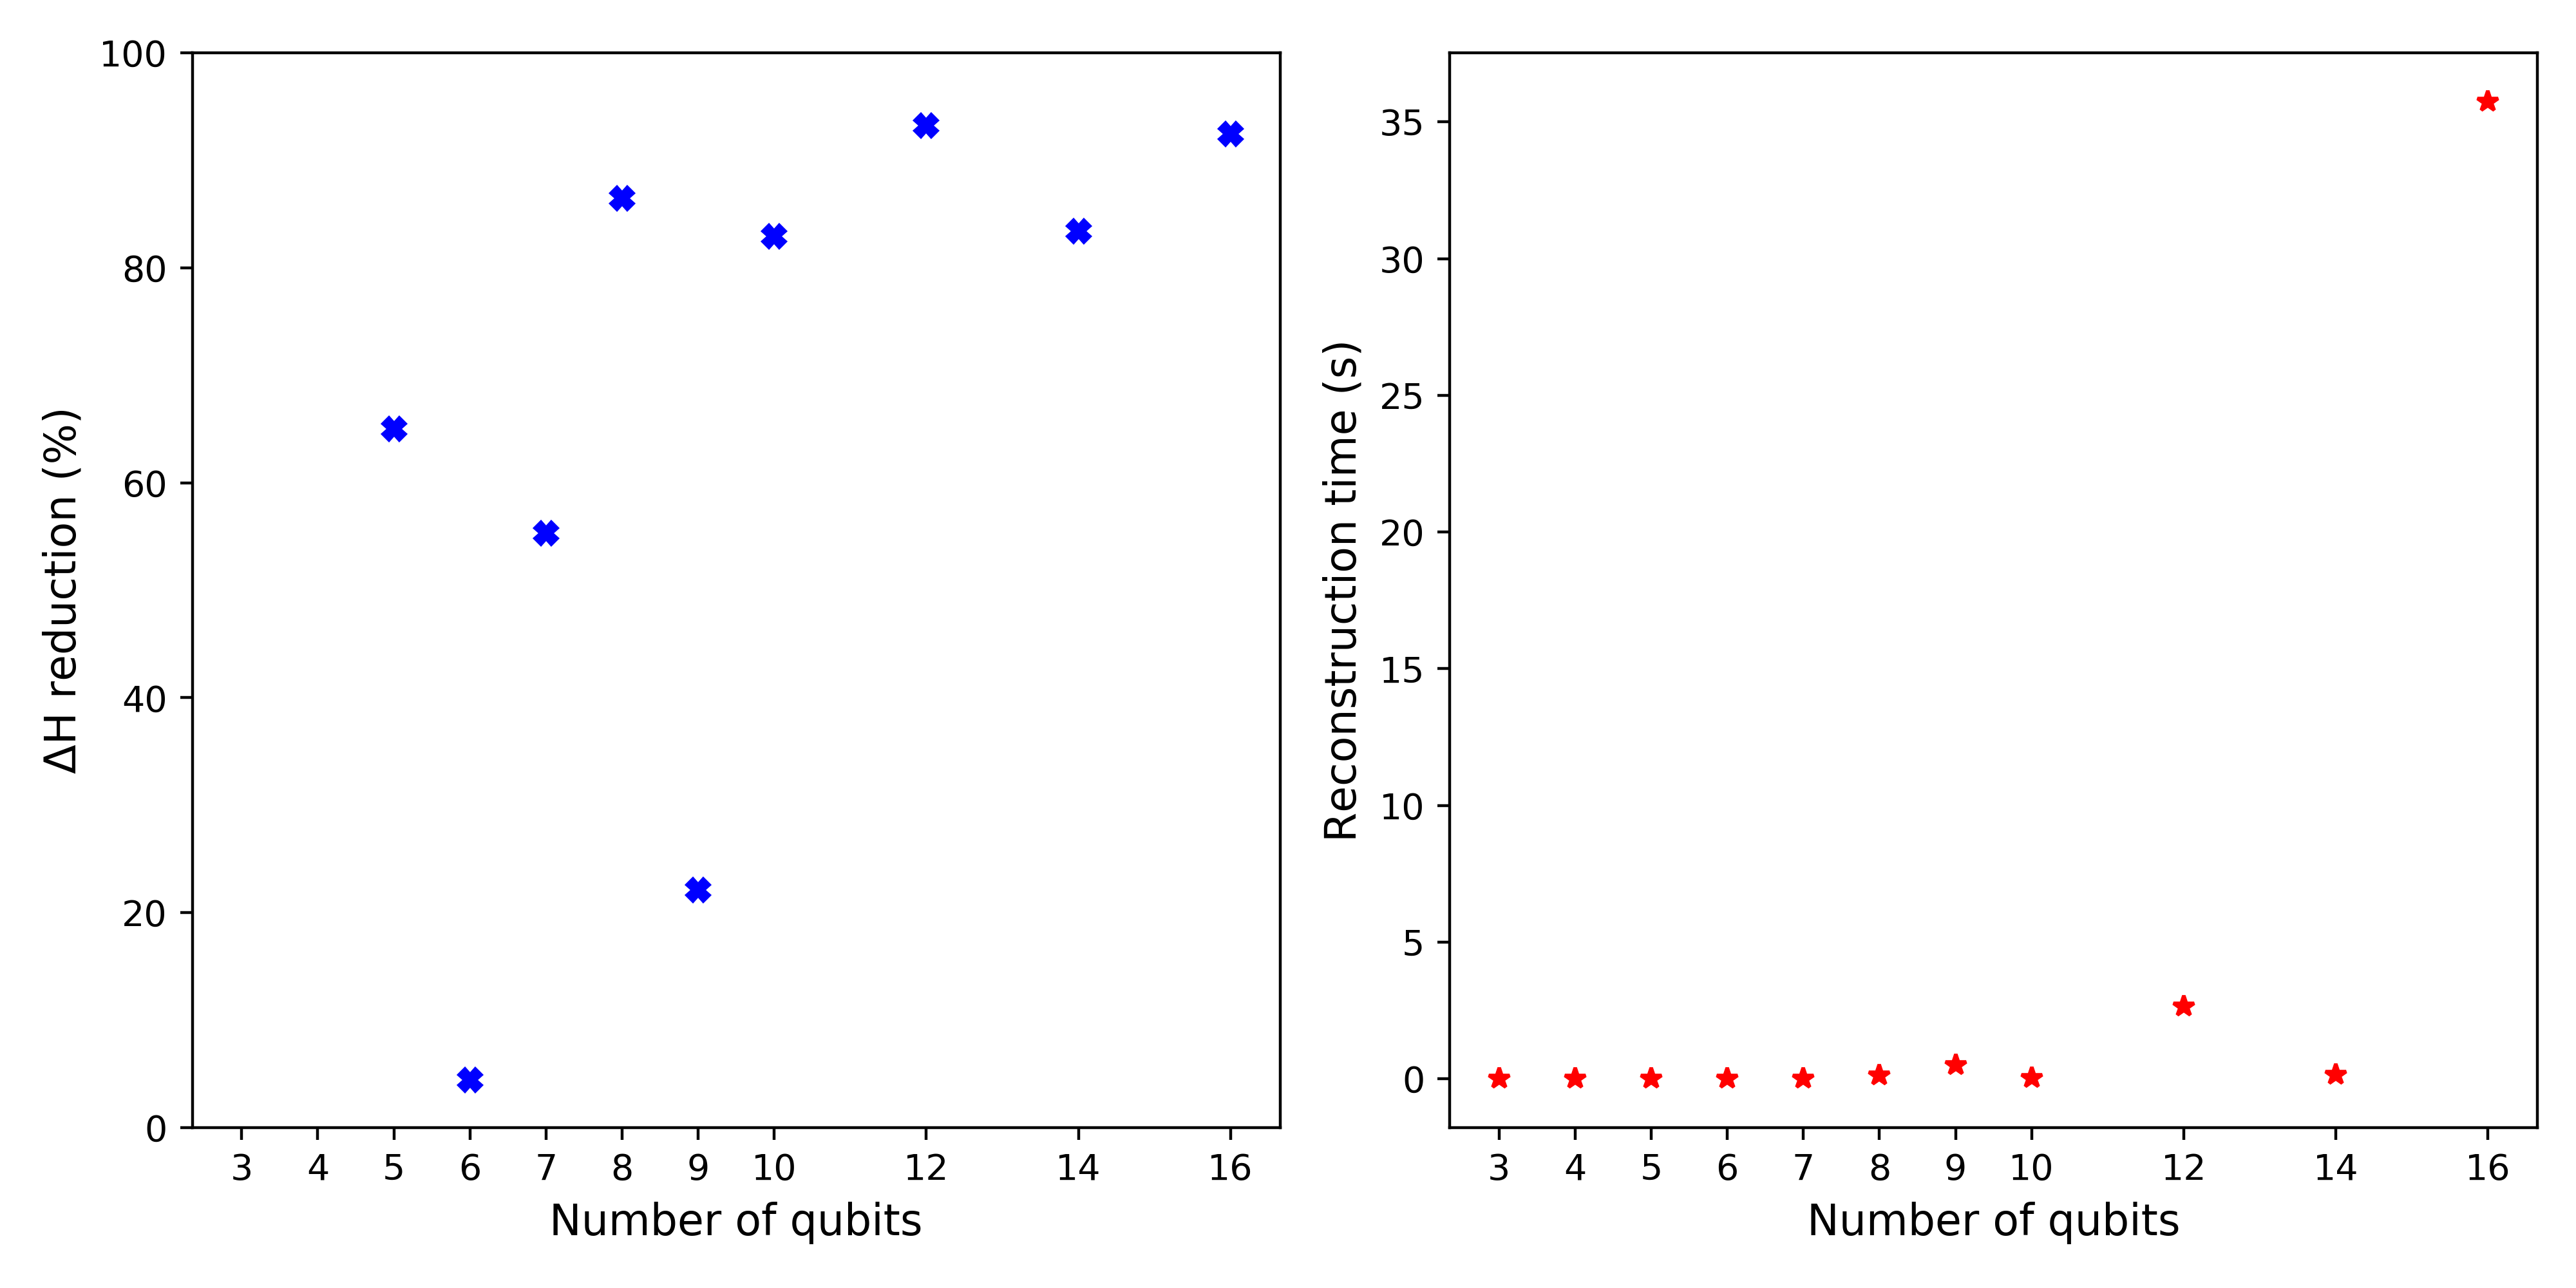 100
80
60
40
20
0
ΔH reduction (%)
3 4 5 6 7 8 9 10 12 14 16
Number of qubits
35
30
25
20
15
10
5
0
Reconstruction time (s)
3 4 5 6 7 8 9 10 12 14 16
Number of qubits